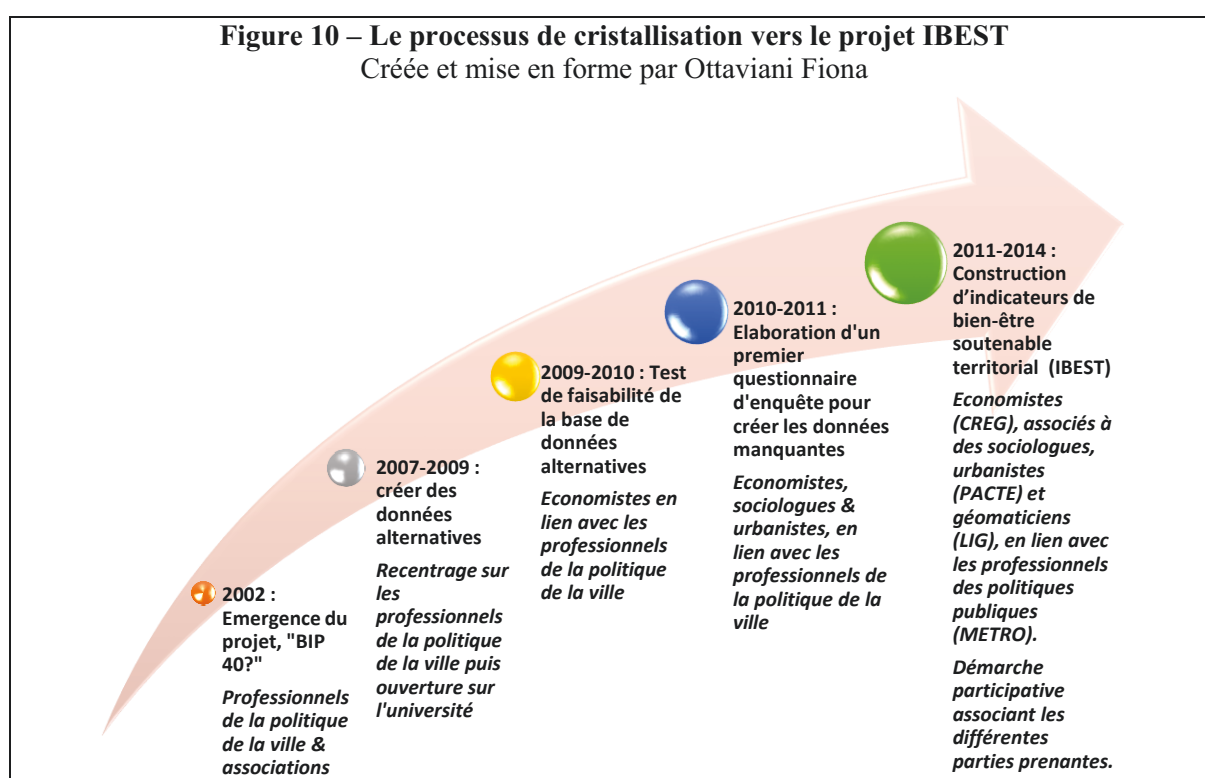 Figure 10 – Le processus de cristallisation vers le projet IBEST
Créée et mise en forme par Ottaviani Fiona
2002 :
Emergence du
projet, "BIP
40?"
Professionnels
de la politique
de la ville &
associations
2007-2009 :
créer des
données
alternatives
Recentrage sur
les
professionnels
de la politique
de la ville puis
ouverture sur
l'université
2009-2010 : Test
de faisabilité de
la base de
données
alternatives
Economistes en
lien avec les
professionnels
de la politique
de la ville
2010-2011 :
Elaboration d'un
premier
questionnaire
d'enquête pour
créer les données
manquantes
Economistes,
sociologues &
urbanistes, en
lien avec les
professionnels de
la politique de la
ville
2011-2014 :
Construction
d’indicateurs de
bien-être
soutenable
territorial (IBEST)
Economistes
(CREG), associés à
des sociologues,
urbanistes
(PACTE) et
géomaticiens
(LIG), en lien avec
les professionnels
des politiques
publiques
(METRO).
Démarche
participative
associant les
différentes
parties prenantes.